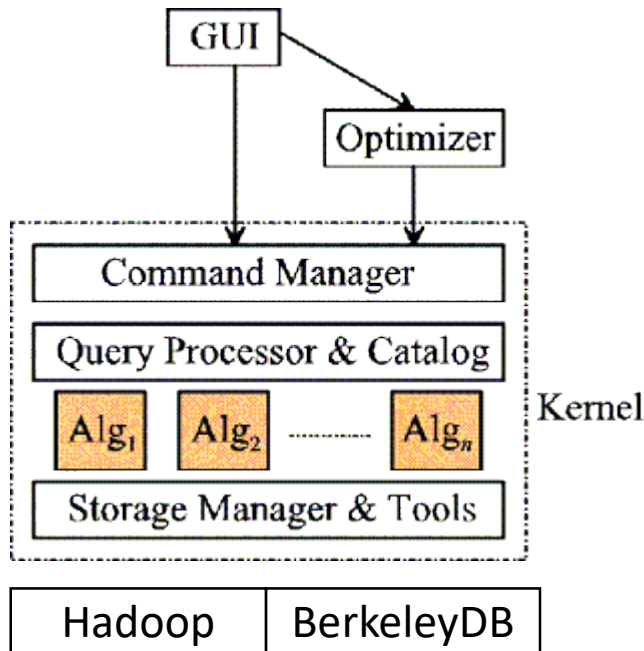 GUI
Optimizer
Command Manager
Query Processor & Catalog
Alg1 Alg2 ........... Algn
Kernel
Storage Manager & Tools
Hadoop BerkeleyDB